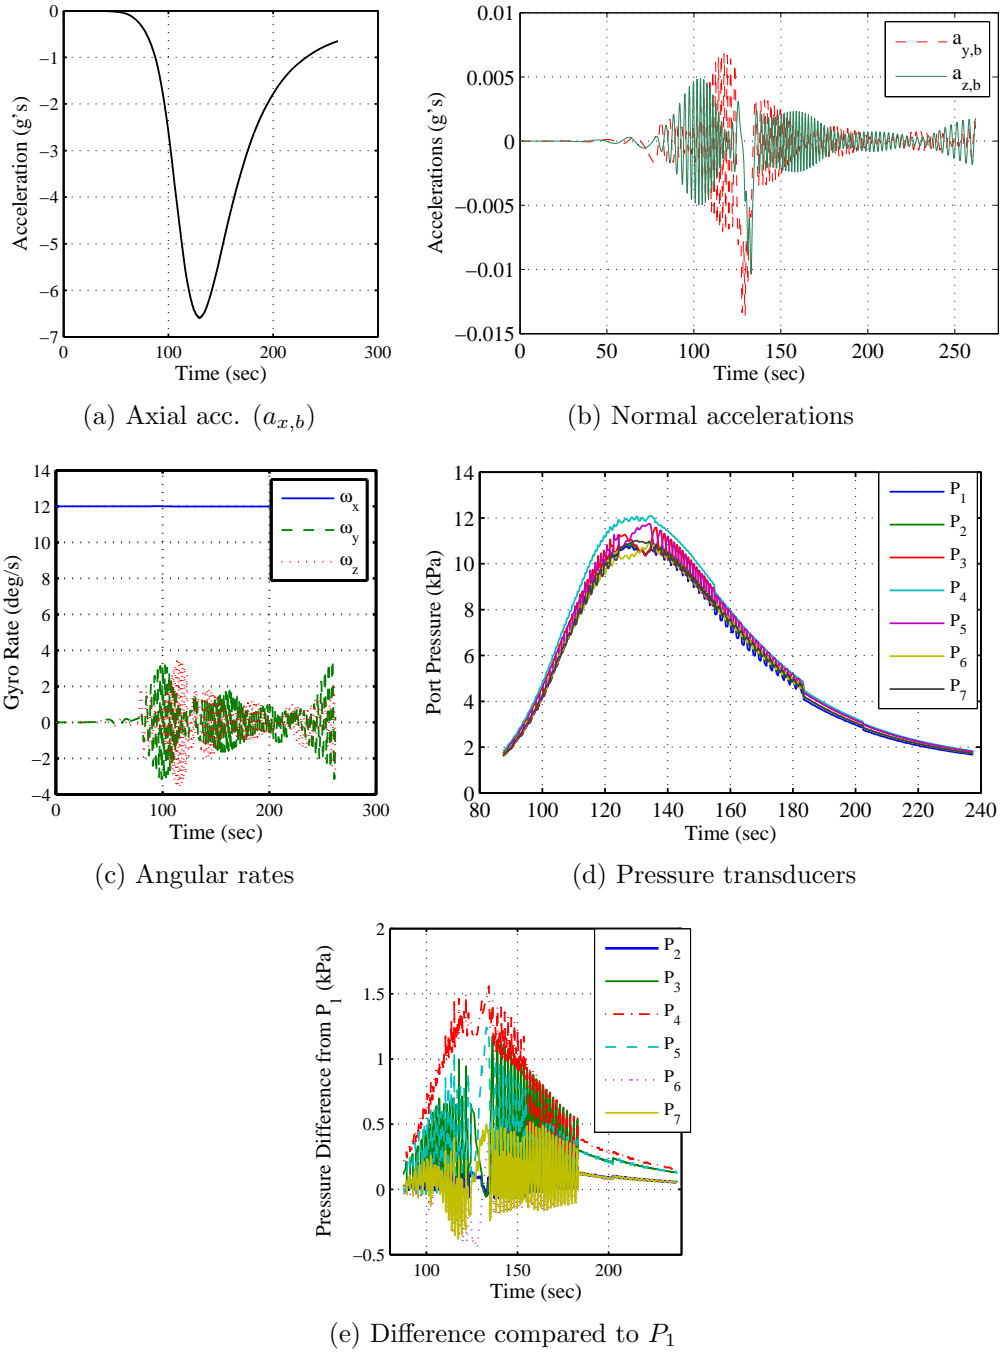 0
−1
−2
−3
−4
−5
−6
−7
0 100 200 300
Acceleration (g's)
Time (sec)
(a) Axial acc. (a_{x,b})
0.01
0.005
0
−0.005
−0.01
−0.015
0 50 100 150 200 250
Accelerations (g's)
Time (sec)
a_{y,b}
a_{z,b}
(b) Normal accelerations
14
12
10
8
6
4
2
0
−2
−4
0 100 200 300
Gyro Rate (deg/s)
Time (sec)
ω_x
ω_y
ω_z
(c) Angular rates
14
12
10
8
6
4
2
0
80 100 120 140 160 180 200 220 240
Port Pressure (kPa)
Time (sec)
P_1
P_2
P_3
P_4
P_5
P_6
P_7
(d) Pressure transducers
2
1.5
1
0.5
0
−0.5
100 150 200
Pressure Difference from P_1 (kPa)
Time (sec)
P_2
P_3
P_4
P_5
P_6
P_7
(e) Difference compared to P_1